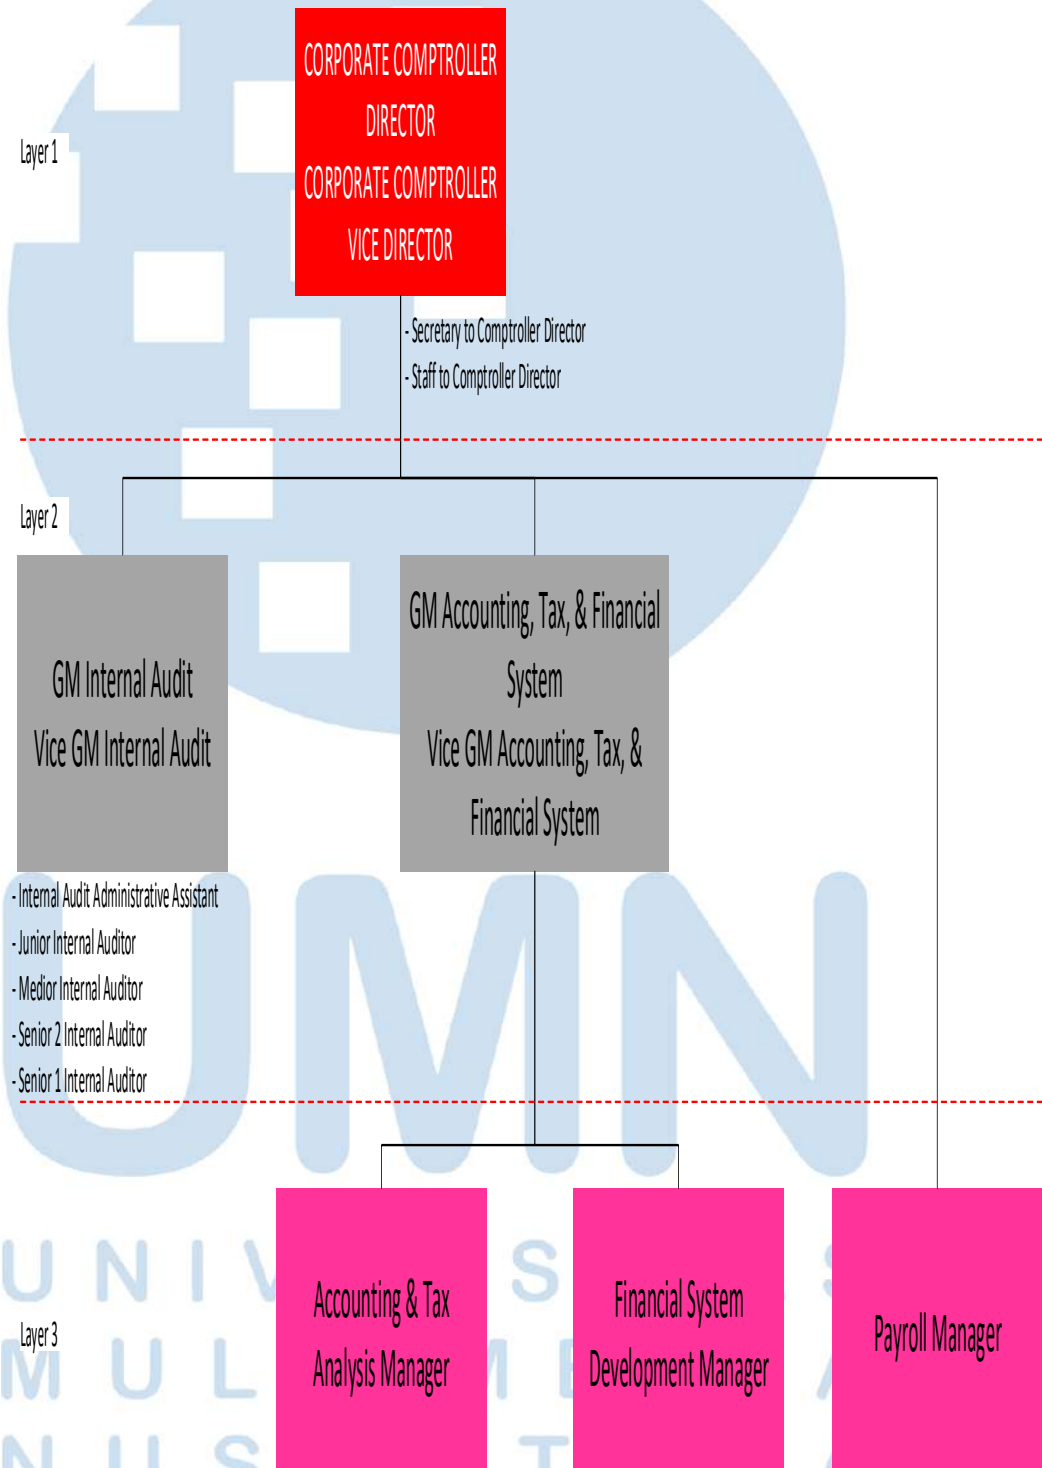 CORPORATE COMPTROLLER
DIRECTOR
CORPORATE COMPTROLLER
VICE DIRECTOR
Layer 1
- Secretary to Comptroller Director
- Staff to Comptroller Director
Layer 2
GM Internal Audit
Vice GM Internal Audit
GM Accounting, Tax, & Financial
System
Vice GM Accounting, Tax, &
Financial System
- Internal Audit Administrative Assistant
- Junior Internal Auditor
- Medior Internal Auditor
- Senior 2 Internal Auditor
- Senior 1 Internal Auditor
UMN
Layer 3
Accounting & Tax
Analysis Manager
Financial System
Development Manager
Payroll Manager